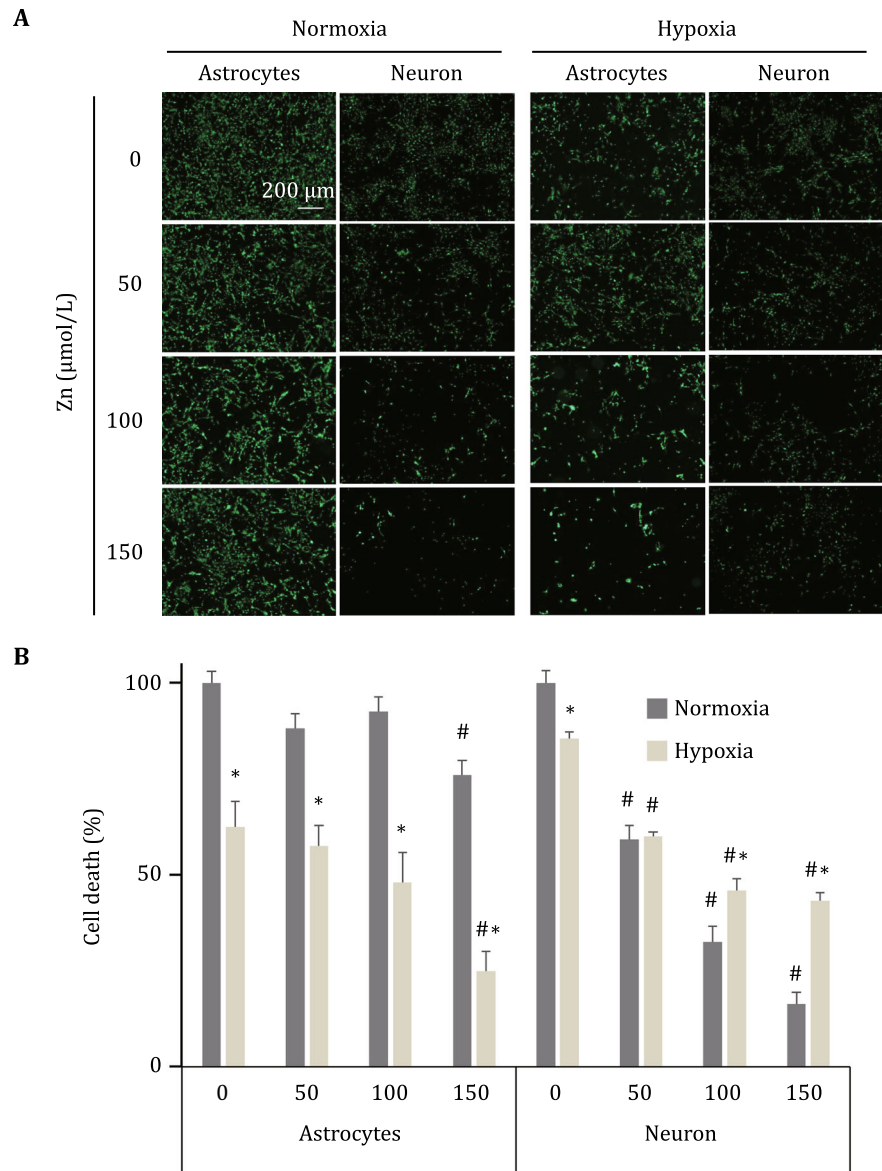 A
Normoxia Hypoxia
Astrocytes Neuron Astrocytes Neuron
0
200 μm
50
Zn (μmol/L)
100
150
B
100
50
0
Cell death (%)
Normoxia
Hypoxia
*
*
*
#
#*
*
# #
#
#*
#
#*
0 50 100 150 0 50 100 150
Astrocytes Neuron